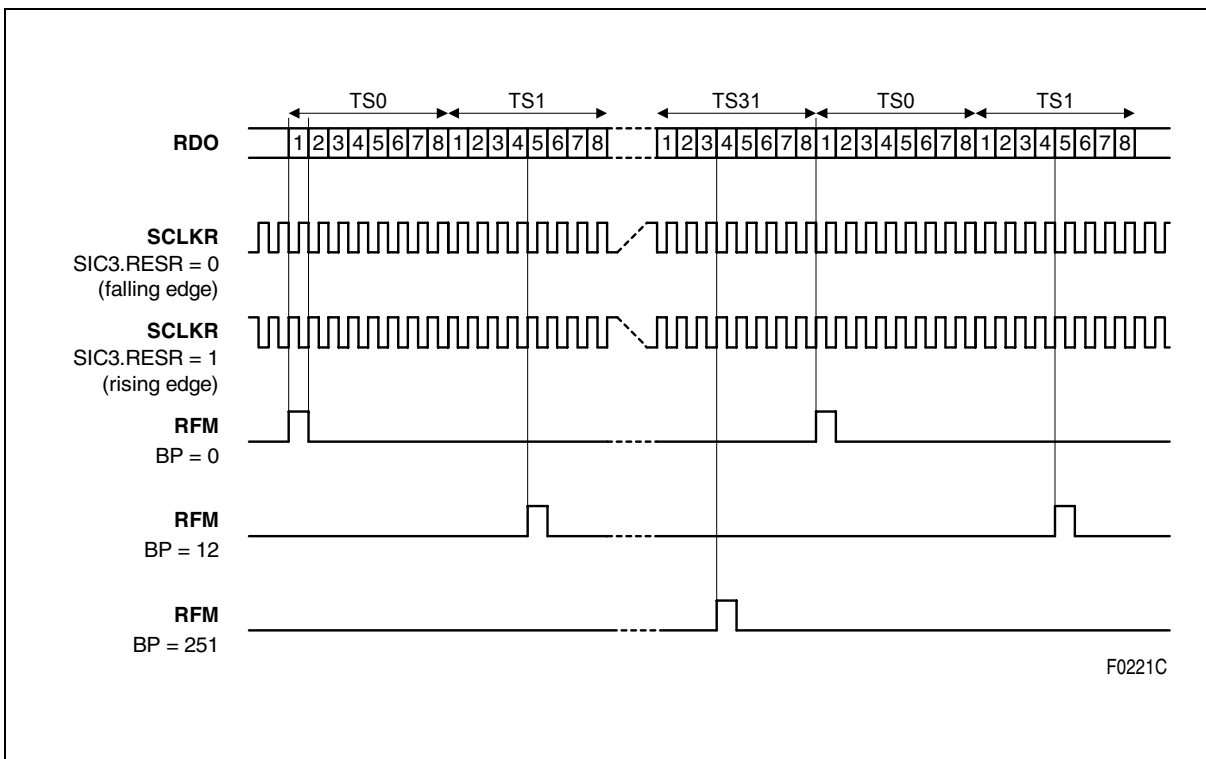 TS0 TS1 TS31 TS0 TS1
RDO 1 2 3 4 5 6 7 8 1 2 3 4 5 6 7 8 1 2 3 4 5 6 7 8 1 2 3 4 5 6 7 8 1 2 3 4 5 6 7 8
SCLKR
SIC3.RESR = 0
(falling edge)
SCLKR
SIC3.RESR = 1
(rising edge)
RFM
BP = 0
RFM
BP = 12
RFM
BP = 251
F0221C